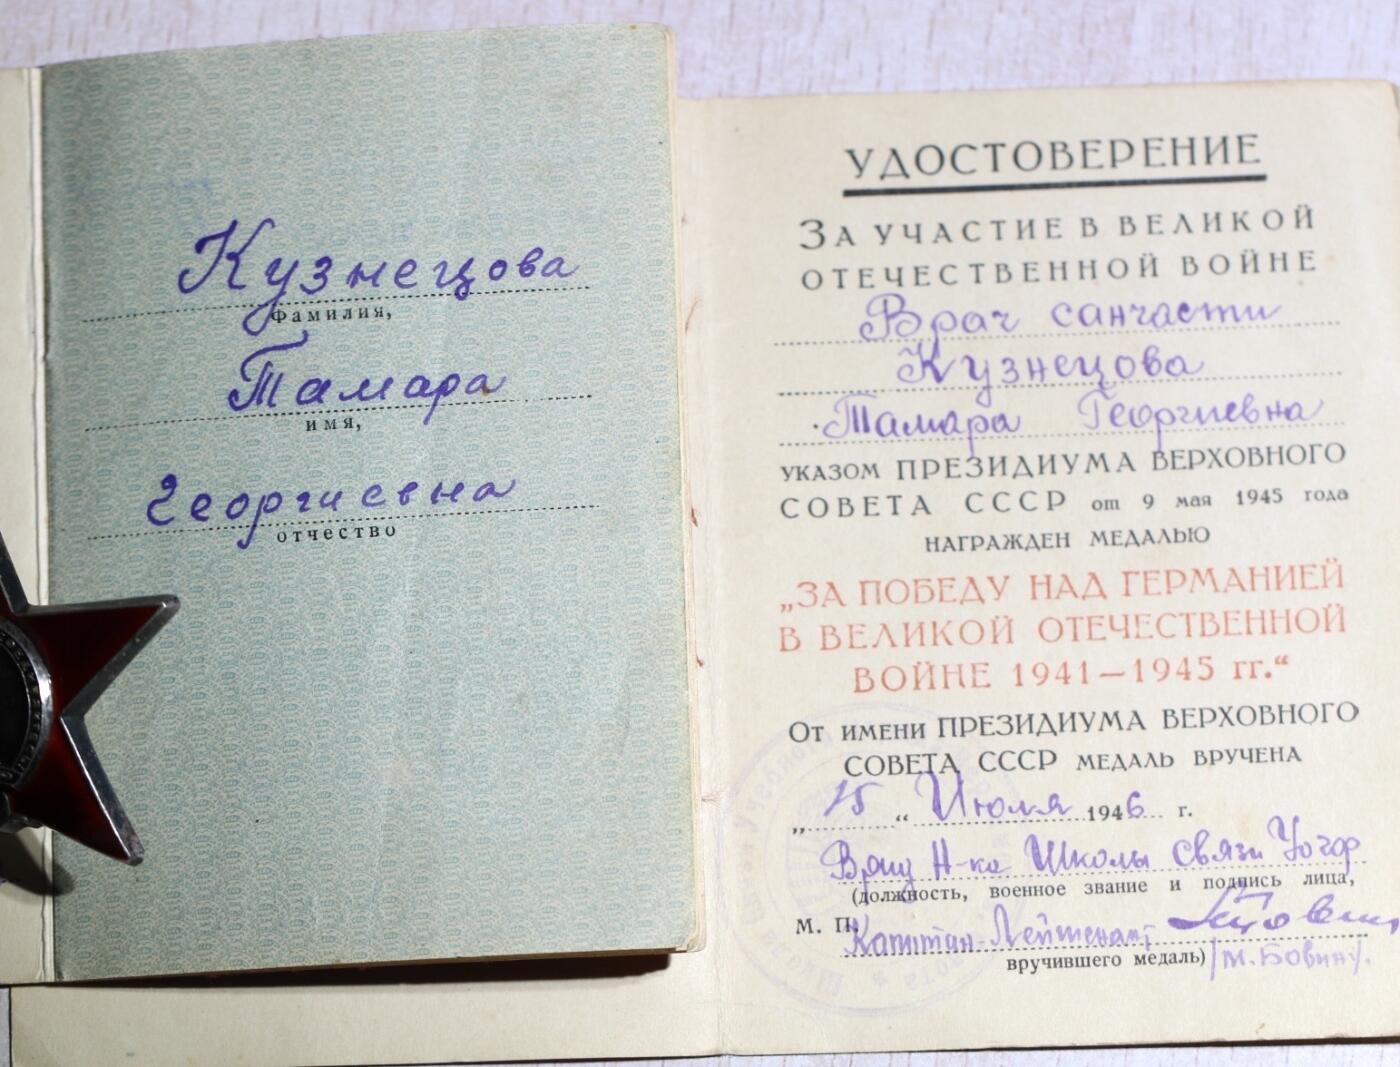 Кузнецова
Фамилия,
Тамара
имя,
Георгиевна
отчество
УДОСТОВЕРЕНИЕ
ЗА УЧАСТИЕ В ВЕЛИКОЙ
ОТЕЧЕСТВЕННОЙ ВОЙНЕ
Врач санчасти
Кузнецова
Тамара Георгиевна
УКАЗОМ ПРЕЗИДИУМА ВЕРХОВНОГО
СОВЕТА СССР от 9 мая 1945 года
НАГРАЖДЕН МЕДАЛЬЮ
„ЗА ПОБЕДУ НАД ГЕРМАНИЕЙ
В ВЕЛИКОЙ ОТЕЧЕСТВЕННОЙ
ВОЙНЕ 1941—1945 гг.“
ОТ ИМЕНИ ПРЕЗИДИУМА ВЕРХОВНОГО
СОВЕТА СССР МЕДАЛЬ ВРУЧЕНА
„15“ Июля 1946 г.
Врид Н-ка Школы связи
(должность, военное звание и подпись лица,
М. П. Капитан-Лейтенант
вручившего медаль)